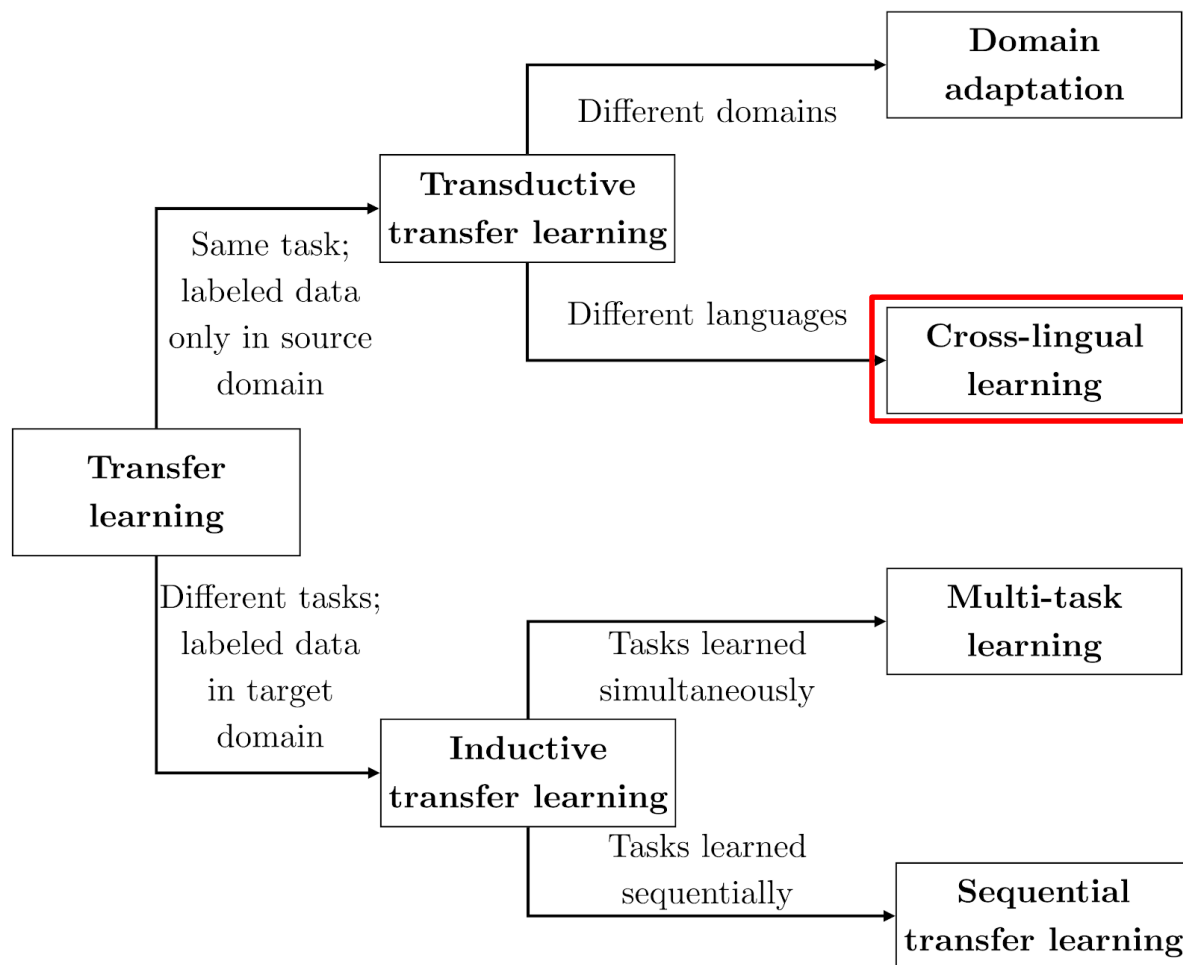 Domain
adaptation
Different domains
Transductive
transfer learning
Same task;
labeled data
only in source
domain
Different languages
Cross-lingual
learning
Transfer
learning
Different tasks;
labeled data
in target
domain
Multi-task
learning
Tasks learned
simultaneously
Inductive
transfer learning
Tasks learned
sequentially
Sequential
transfer learning